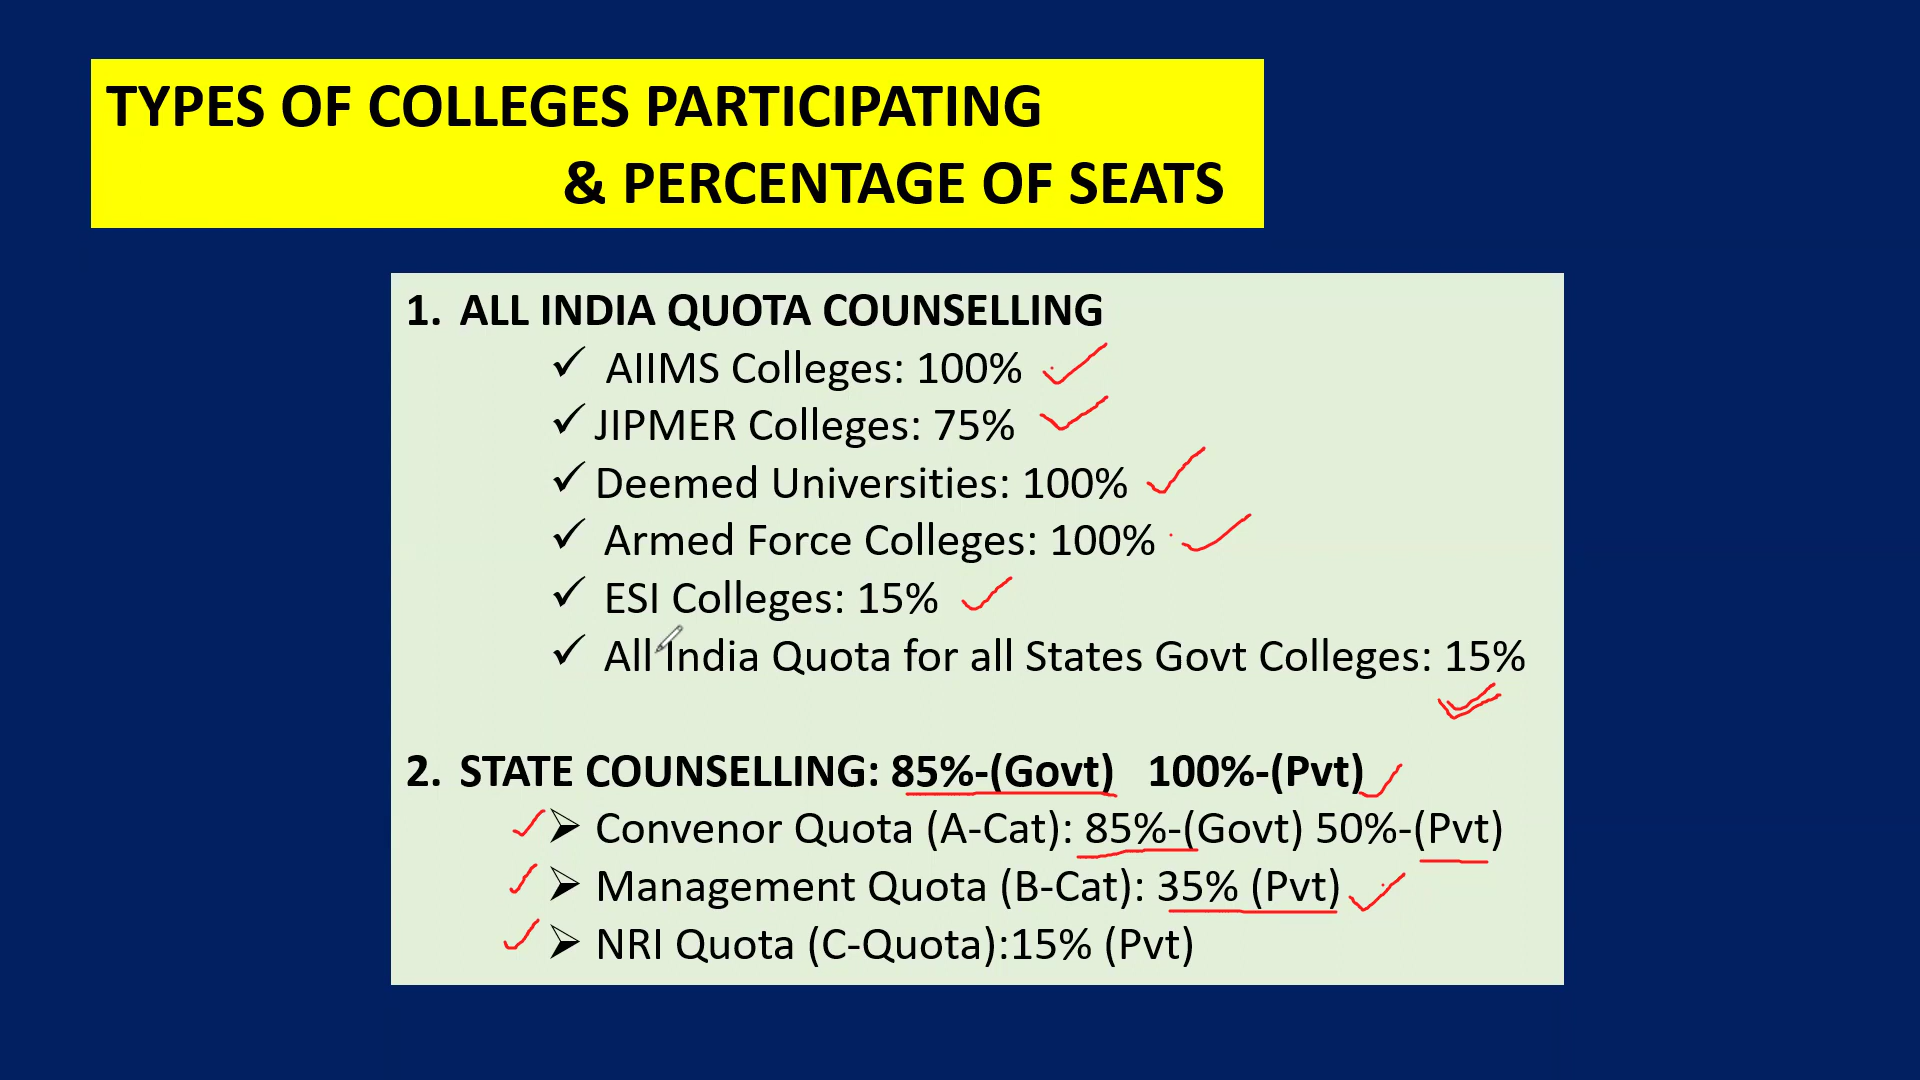 TYPES OF COLLEGES PARTICIPATING
& PERCENTAGE OF SEATS
1. ALL INDIA QUOTA COUNSELLING
✓ AIIMS Colleges: 100%
✓ JIPMER Colleges: 75%
✓ Deemed Universities: 100%
✓ Armed Force Colleges: 100%
✓ ESI Colleges: 15%
✓ All India Quota for all States Govt Colleges: 15%
2. STATE COUNSELLING: 85%-(Govt) 100%-(Pvt)
➢ Convenor Quota (A-Cat): 85%-(Govt) 50%-(Pvt)
➢ Management Quota (B-Cat): 35% (Pvt)
➢ NRI Quota (C-Quota):15% (Pvt)